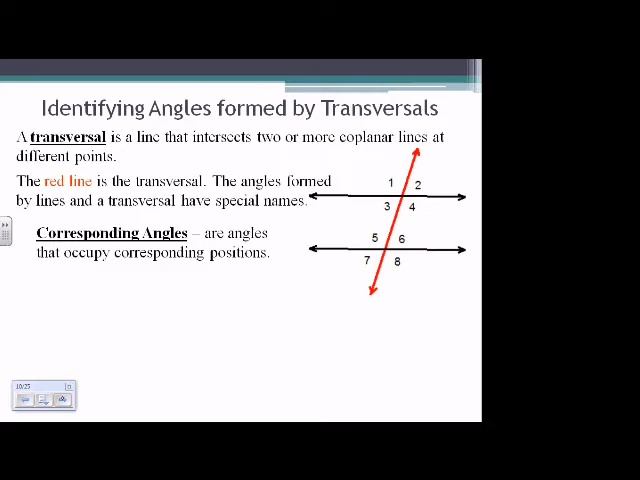 Identifying Angles formed by Transversals
A transversal is a line that intersects two or more coplanar lines at
different points.
The red line is the transversal. The angles formed
by lines and a transversal have special names.
Corresponding Angles – are angles
that occupy corresponding positions.
1 2
3 4
5 6
7 8
10/25